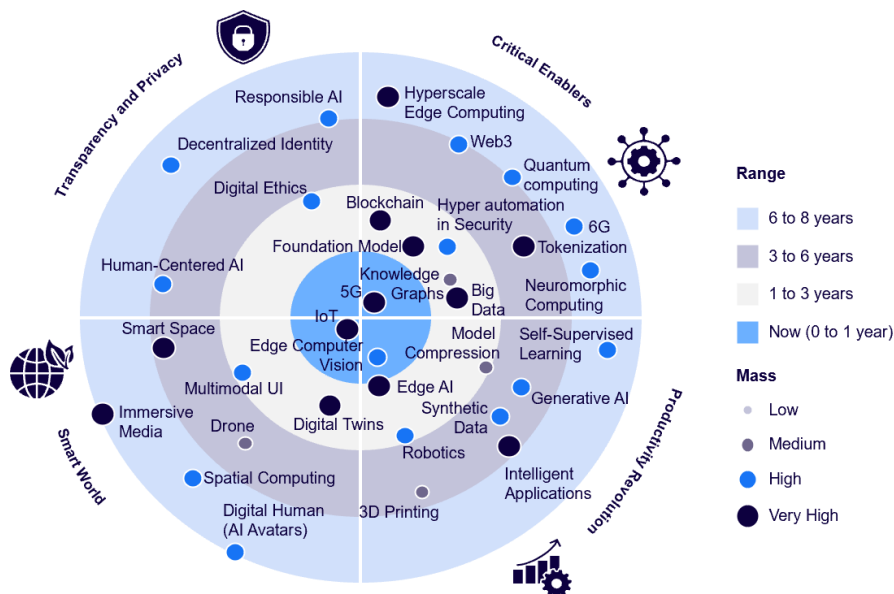 Transparency and Privacy
Critical Enablers
Responsible AI
Hyperscale
Edge Computing
Decentralized Identity
Web3
Quantum
computing
Digital Ethics
Blockchain
Hyper automation
in Security
6G
Foundation Model
Tokenization
Human-Centered AI
Knowledge
Graphs
5G
Big
Data
Neuromorphic
Computing
IoT
Smart Space
Edge Computer
Vision
Model
Compression
Self-Supervised
Learning
Multimodal UI
Edge AI
Generative AI
Immersive
Media
Drone
Digital Twins
Synthetic
Data
Robotics
Spatial Computing
Intelligent
Applications
Digital Human
(AI Avatars)
3D Printing
Smart World
Productivity Revolution
Range
6 to 8 years
3 to 6 years
1 to 3 years
Now (0 to 1 year)
Mass
Low
Medium
High
Very High